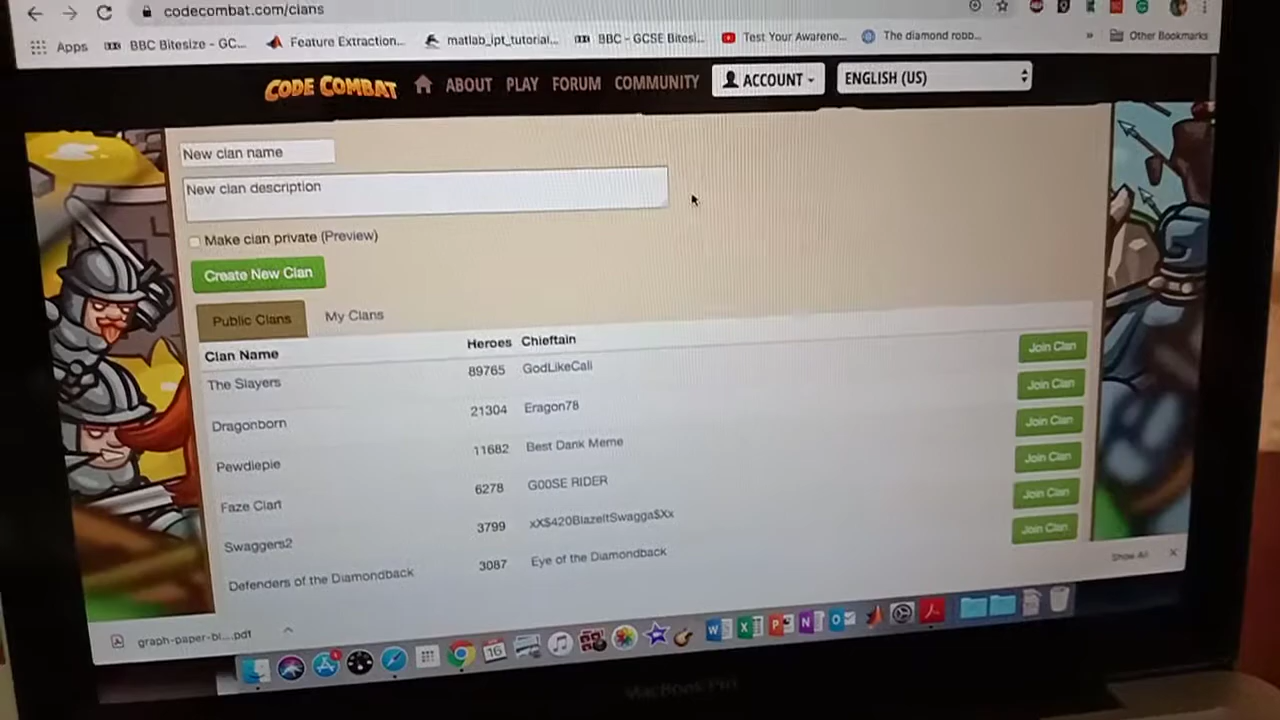 codecombat.com/clans
Apps BBC Bitesize - GC... Feature Extraction... matlab_ipt_tutorial... BBC - GCSE Bitesi... Test Your Awarene... The diamond robb... » Other Bookmarks
CODE COMBAT ABOUT PLAY FORUM COMMUNITY ACCOUNT ENGLISH (US)
New clan name
New clan description
Make clan private (Preview)
Create New Clan
Public Clans My Clans
Clan Name Heroes Chieftain
The Slayers 89765 GodLikeCali Join Clan
Dragonborn 21304 Eragon78 Join Clan
Pewdiepie 11682 Best Dank Meme Join Clan
Faze Clan 6278 G00SE RIDER Join Clan
Swaggers2 3799 xX$420BlazeItSwagga$Xx Join Clan
Defenders of the Diamondback 3087 Eye of the Diamondback Join Clan
Show All
graph-paper-bl....pdf
16
MacBook Pro